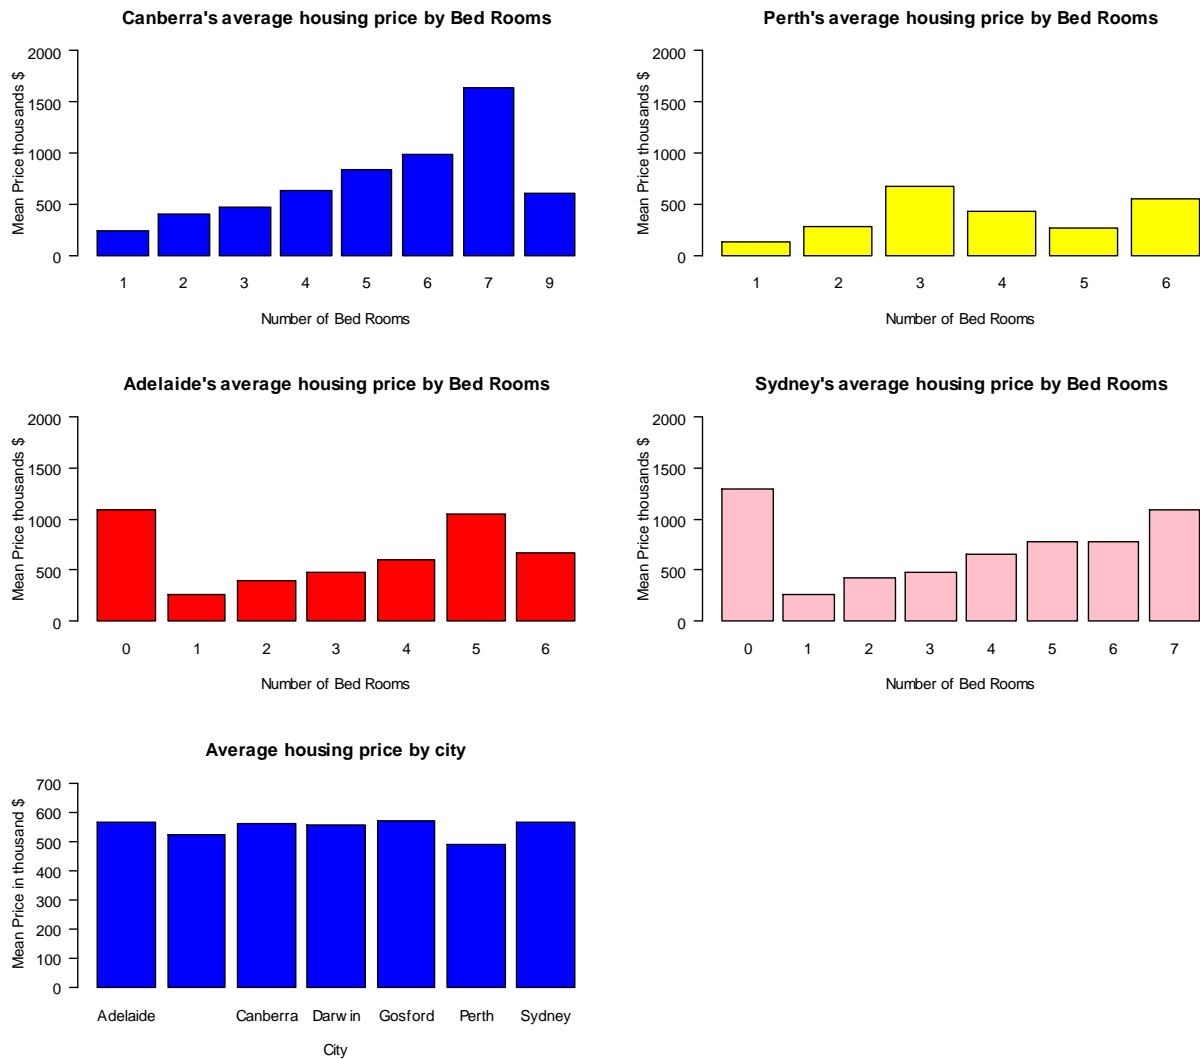 Canberra's average housing price by Bed Rooms
Mean Price thousands $
2000
1500
1000
500
0
1 2 3 4 5 6 7 9
Number of Bed Rooms
Perth's average housing price by Bed Rooms
Mean Price thousands $
2000
1500
1000
500
0
1 2 3 4 5 6
Number of Bed Rooms
Adelaide's average housing price by Bed Rooms
Mean Price thousands $
2000
1500
1000
500
0
0 1 2 3 4 5 6
Number of Bed Rooms
Sydney's average housing price by Bed Rooms
Mean Price thousands $
2000
1500
1000
500
0
0 1 2 3 4 5 6 7
Number of Bed Rooms
Average housing price by city
Mean Price in thousand $
700
600
500
400
300
200
100
0
Adelaide Canberra Darwin Gosford Perth Sydney
City